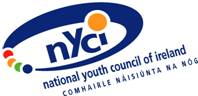 nyci
national youth council of ireland
COMHAIRLE NÁISIÚNTA NA NÓG